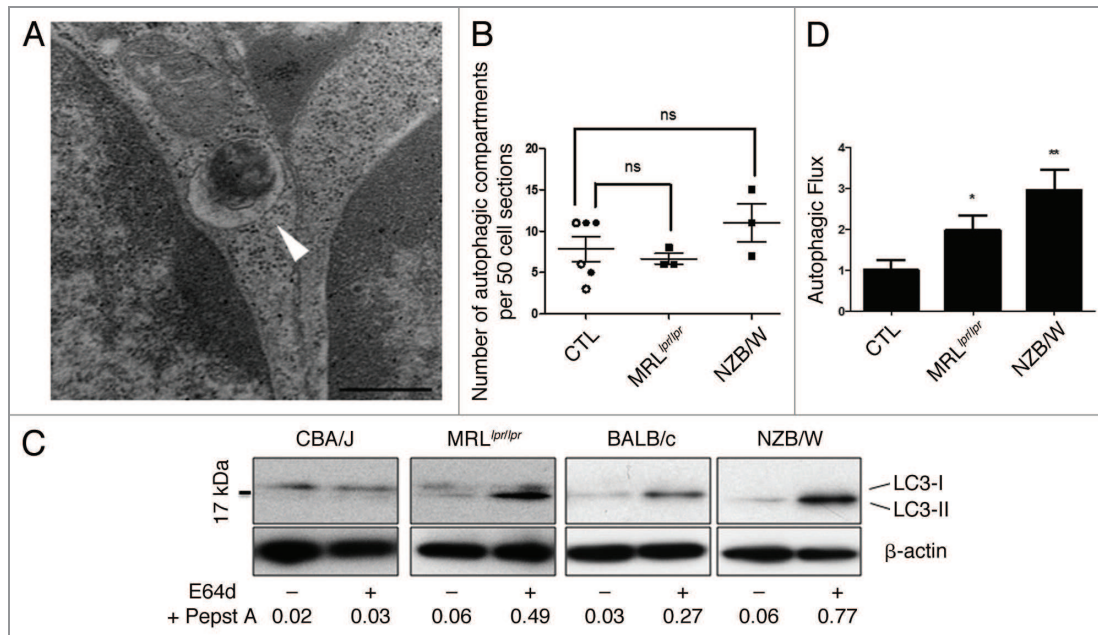 A
B
Number of autophagic compartments
per 50 cell sections
20
15
10
5
0
ns
ns
CTL
MRLlpr/lpr
NZB/W
D
Autophagic Flux
4
3
2
1
0
*
**
CTL
MRLlpr/lpr
NZB/W
C
CBA/J MRLlpr/lpr BALB/c NZB/W
17 kDa
LC3-I
LC3-II
β-actin
E64d – + – + – + – +
+ Pepst A 0.02 0.03 0.06 0.49 0.03 0.27 0.06 0.77